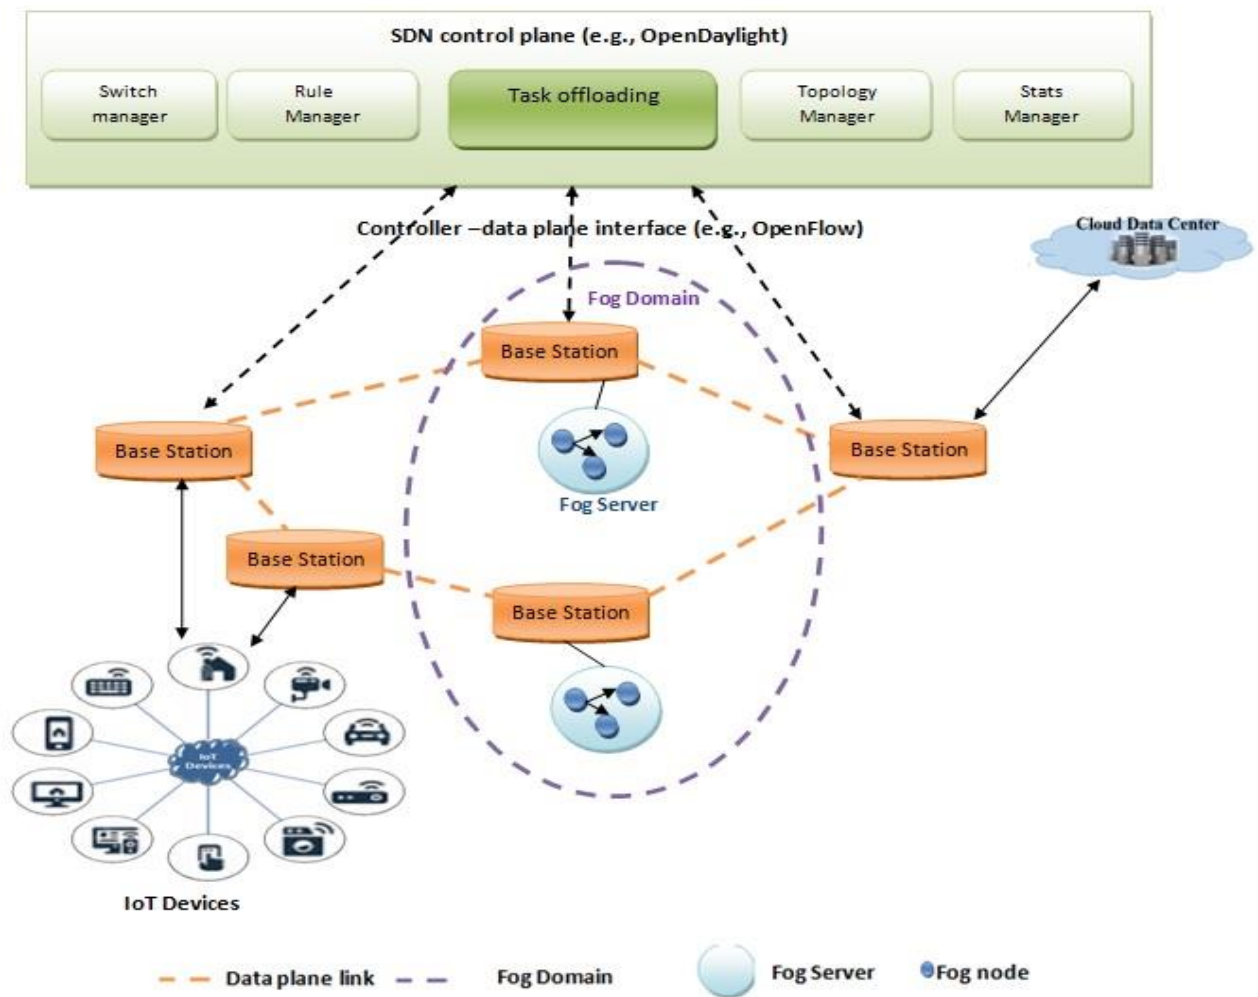 SDN control plane (e.g., OpenDaylight)
Switch
manager
Rule
Manager
Task offloading
Topology
Manager
Stats
Manager
Controller –data plane interface (e.g., OpenFlow)
Cloud Data Center
Fog Domain
Base Station
Base Station
Base Station
Fog Server
Base Station
Base Station
IoT
Devices
IoT Devices
Data plane link
Fog Domain
Fog Server
Fog node